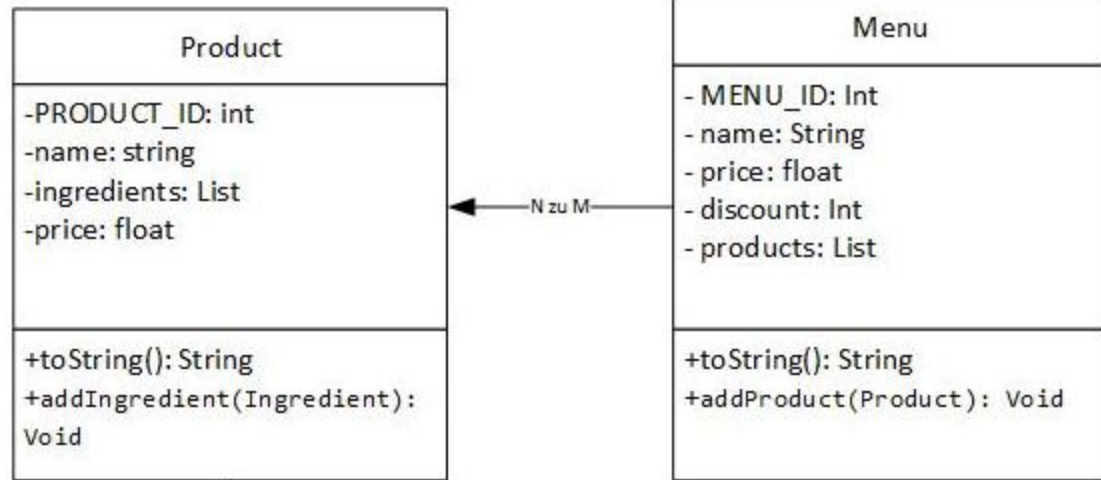 Product
-PRODUCT_ID: int
-name: string
-ingredients: List
-price: float
+toString(): String
+addIngredient(Ingredient):
Void
N zu M
Menu
- MENU_ID: Int
- name: String
- price: float
- discount: Int
- products: List
+toString(): String
+addProduct(Product): Void